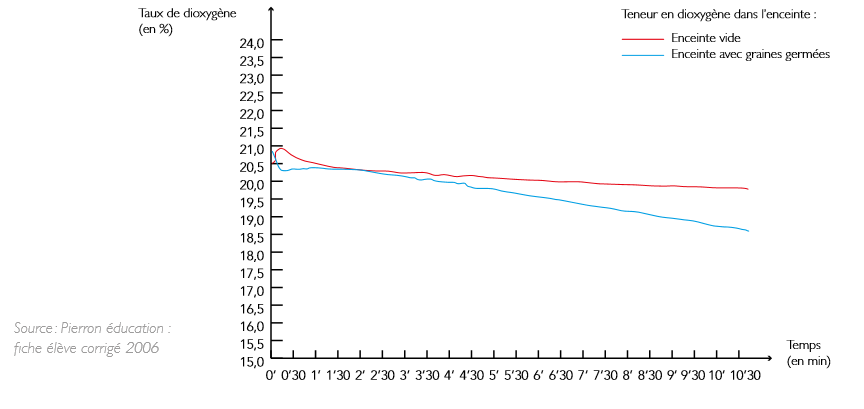 Taux de dioxygène
(en %)
Teneur en dioxygène dans l'enceinte :
Enceinte vide
Enceinte avec graines germées
24,0
23,5
23,0
22,5
22,0
21,5
21,0
20,5
20,0
19,5
19,0
18,5
18,0
17,5
17,0
16,5
16,0
15,5
15,0
0' 0'30 1' 1'30 2' 2'30 3' 3'30 4' 4'30 5' 5'30 6' 6'30 7' 7'30 8' 8'30 9' 9'30 10' 10'30
Temps
(en min)
Source : Pierron éducation :
fiche élève corrigé 2006